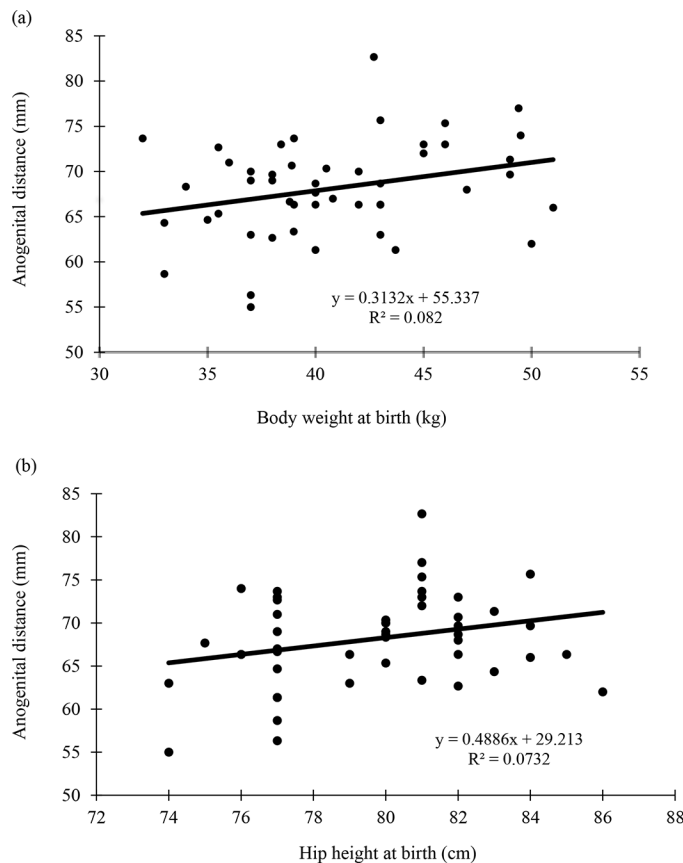 (a)
Anogenital distance (mm)
85
80
75
70
65
60
55
50
y = 0.3132x + 55.337
R² = 0.082
30 35 40 45 50 55
Body weight at birth (kg)
(b)
Anogenital distance (mm)
85
80
75
70
65
60
55
50
y = 0.4886x + 29.213
R² = 0.0732
72 74 76 78 80 82 84 86 88
Hip height at birth (cm)